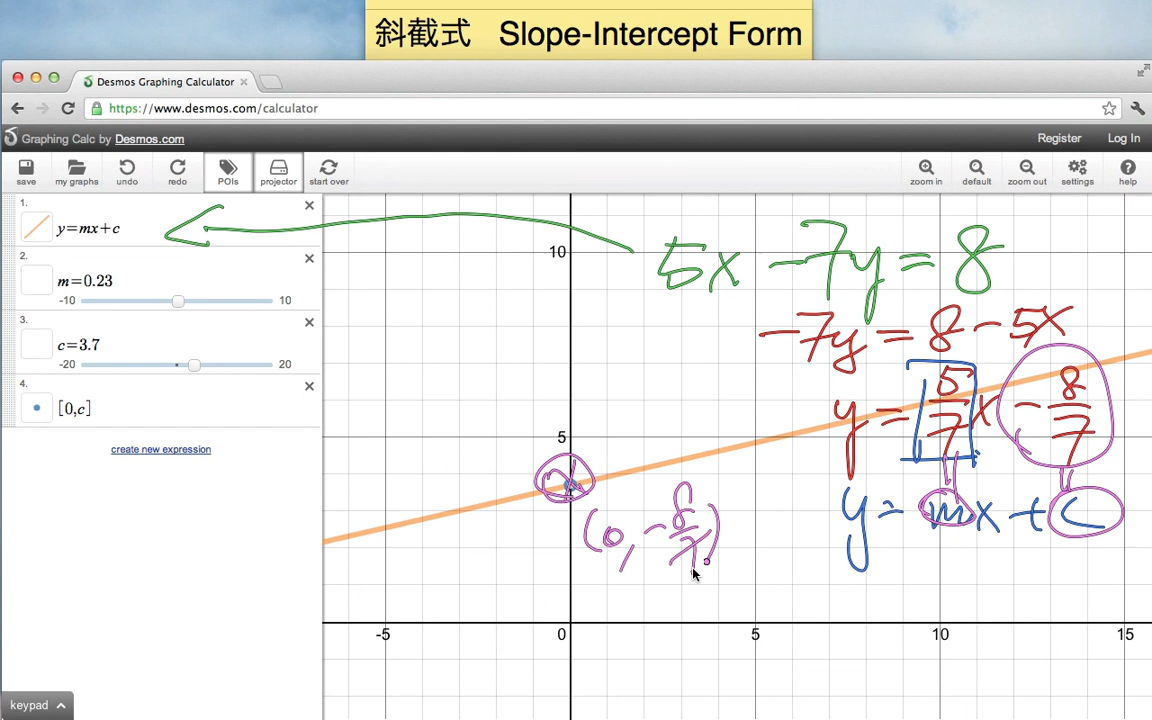 斜截式 Slope-Intercept Form
Desmos Graphing Calculator
https://www.desmos.com/calculator
Graphing Calc by Desmos.com
Register
Log In
save
my graphs
undo
redo
POIs
projector
start over
zoom in
default
zoom out
settings
help
1.
y=mx+c
2.
m=0.23
-10
10
3.
c=3.7
-20
20
4.
[0,c]
create new expression
keypad
10
5
-5
0
5
10
15
5x -7y = 8
-7y = 8 - 5x
y = 5/7 x - 8/7
y = mx + c
(0, -8/7)